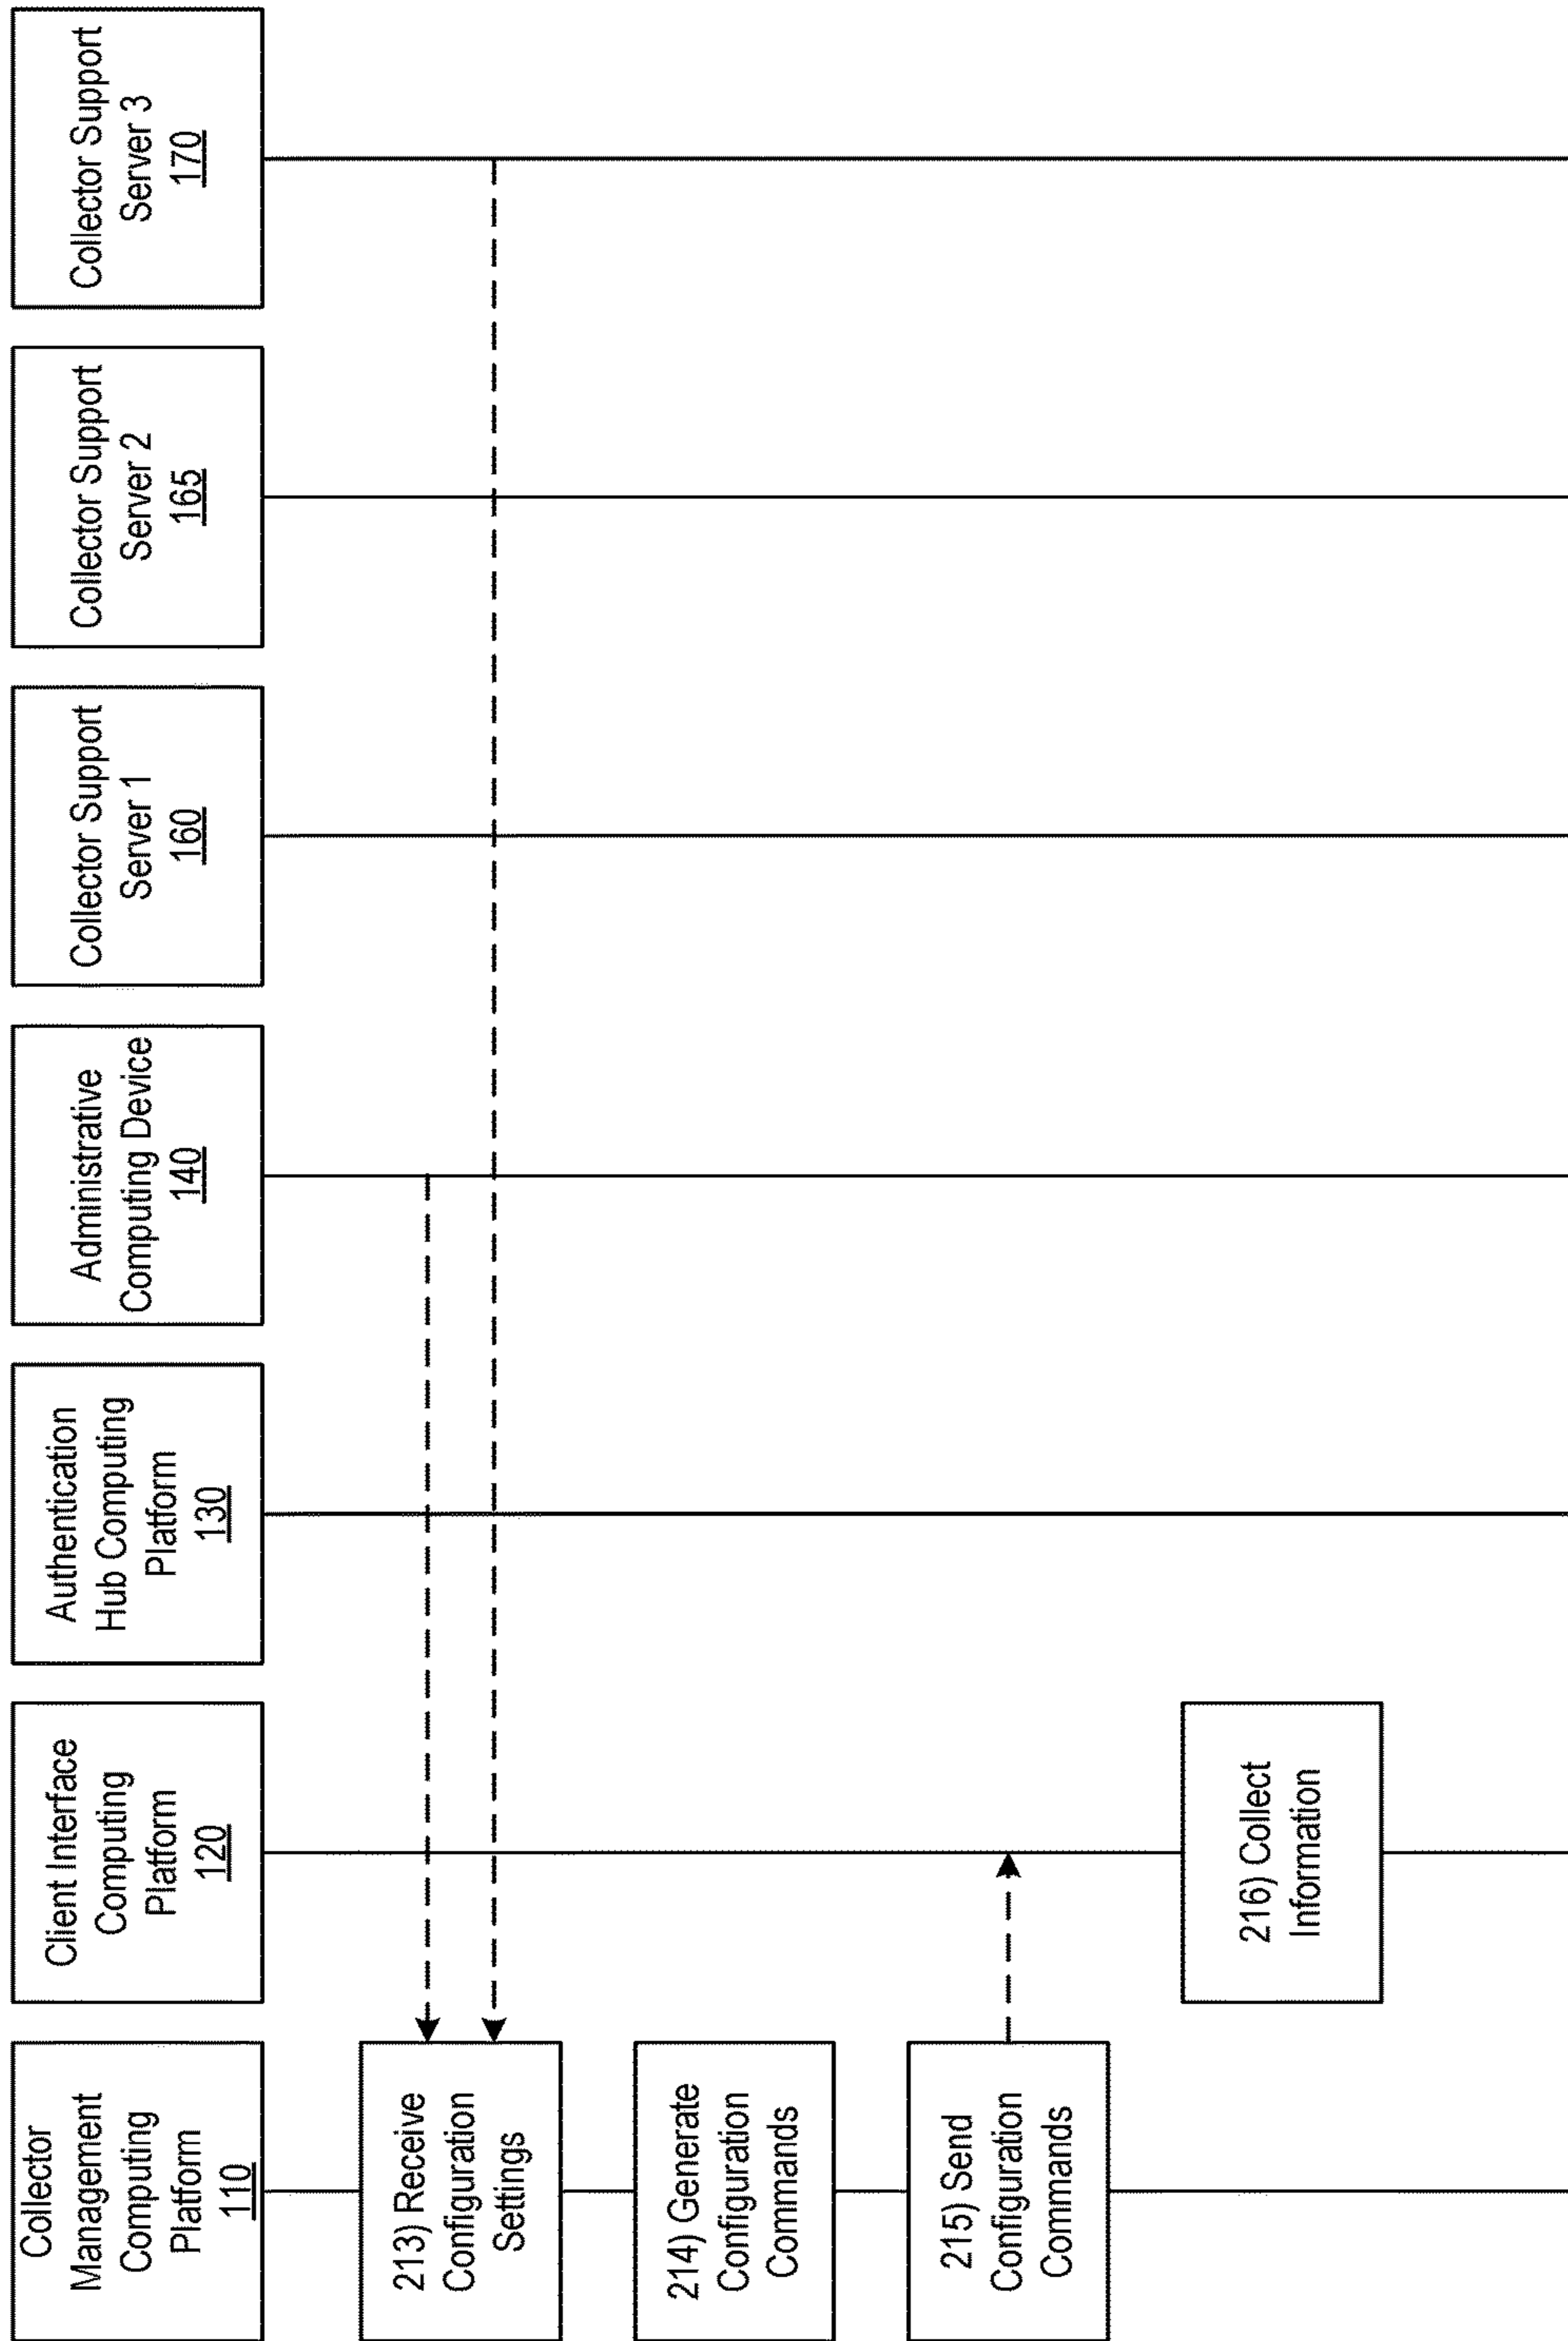 Collector
Management
Computing
Platform
110
Client Interface
Computing
Platform
120
Authentication
Hub Computing
Platform
130
Administrative
Computing Device
140
Collector Support
Server 1
160
Collector Support
Server 2
165
Collector Support
Server 3
170
213) Receive
Configuration
Settings
214) Generate
Configuration
Commands
215) Send
Configuration
Commands
216) Collect
Information